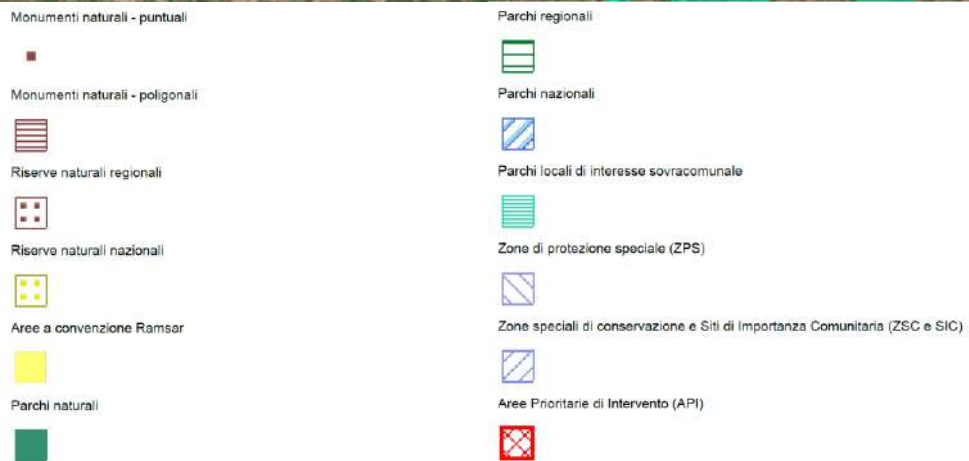 Monumenti naturali - puntuali
Monumenti naturali - poligonali
Riserve naturali regionali
Riserve naturali nazionali
Aree a convenzione Ramsar
Parchi naturali
Parchi regionali
Parchi nazionali
Parchi locali di interesse sovracomunale
Zone di protezione speciale (ZPS)
Zone speciali di conservazione e Siti di Importanza Comunitaria (ZSC e SIC)
Aree Prioritarie di Intervento (API)